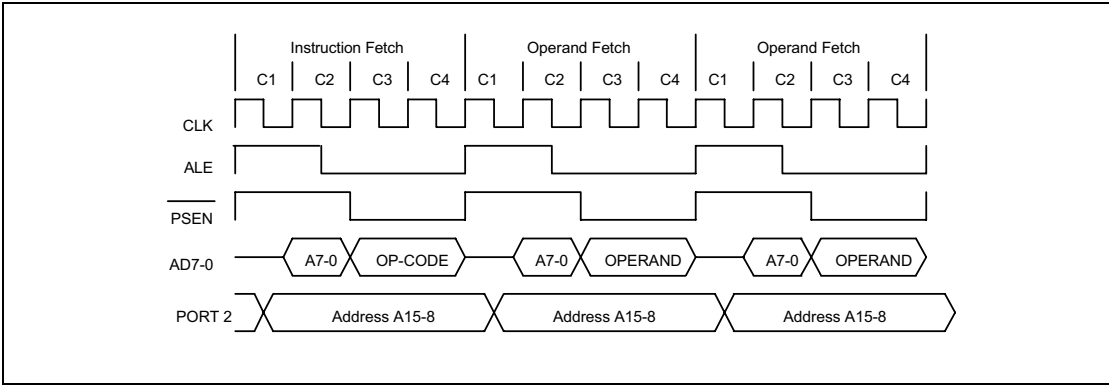 Instruction Fetch Operand Fetch Operand Fetch
C1 C2 C3 C4 C1 C2 C3 C4 C1 C2 C3 C4
CLK
ALE
PSEN
AD7-0 A7-0 OP-CODE A7-0 OPERAND A7-0 OPERAND
PORT 2 Address A15-8 Address A15-8 Address A15-8